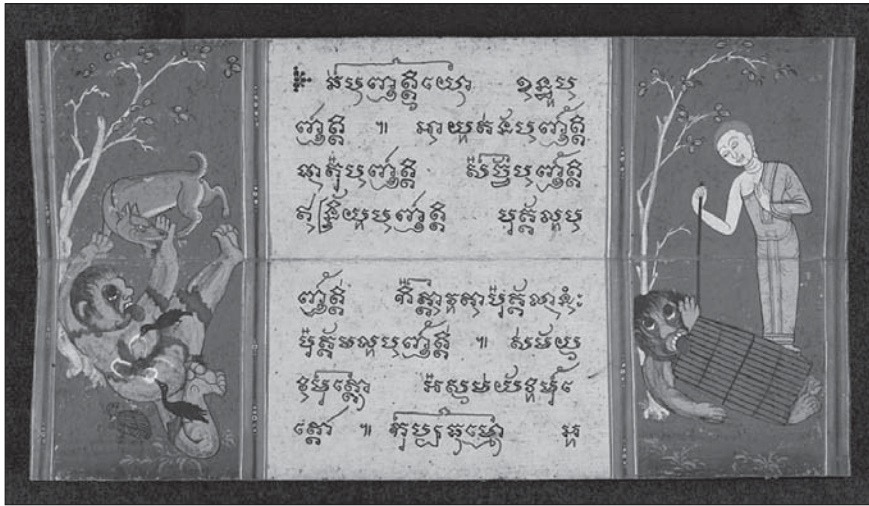 ឆប្បញ្ញត្តិយោ ខន្ធប
ញ្ញត្តិ ៕ អាយតនបញ្ញត្តិ
ធាតុបញ្ញត្តិ សច្ចបញ្ញត្តិ
ឥន្ទ្រិយបញ្ញត្តិ បុគ្គលប
ញ្ញត្តិ កិត្តាវតាបុគ្គលានំ
បុគ្គលបញ្ញត្តិ ៕ សមយ
វិមុត្តោ អសមយវិមុ
ត្តោ ៕ កុប្បធម្មោ អ